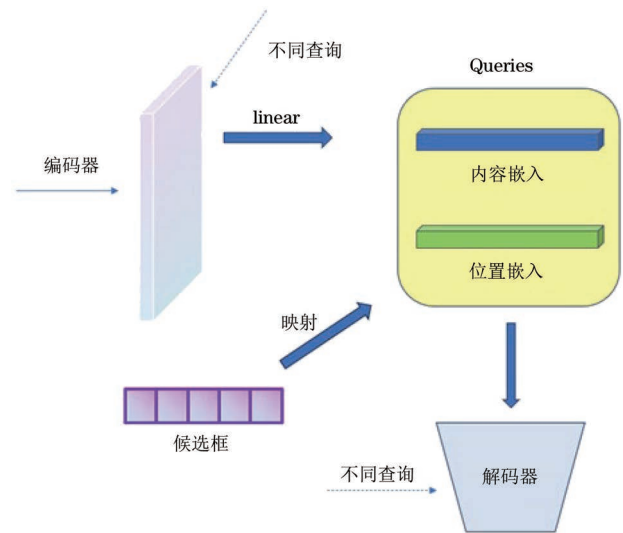 不同查询
Queries
linear
编码器
内容嵌入
位置嵌入
映射
候选框
不同查询
解码器